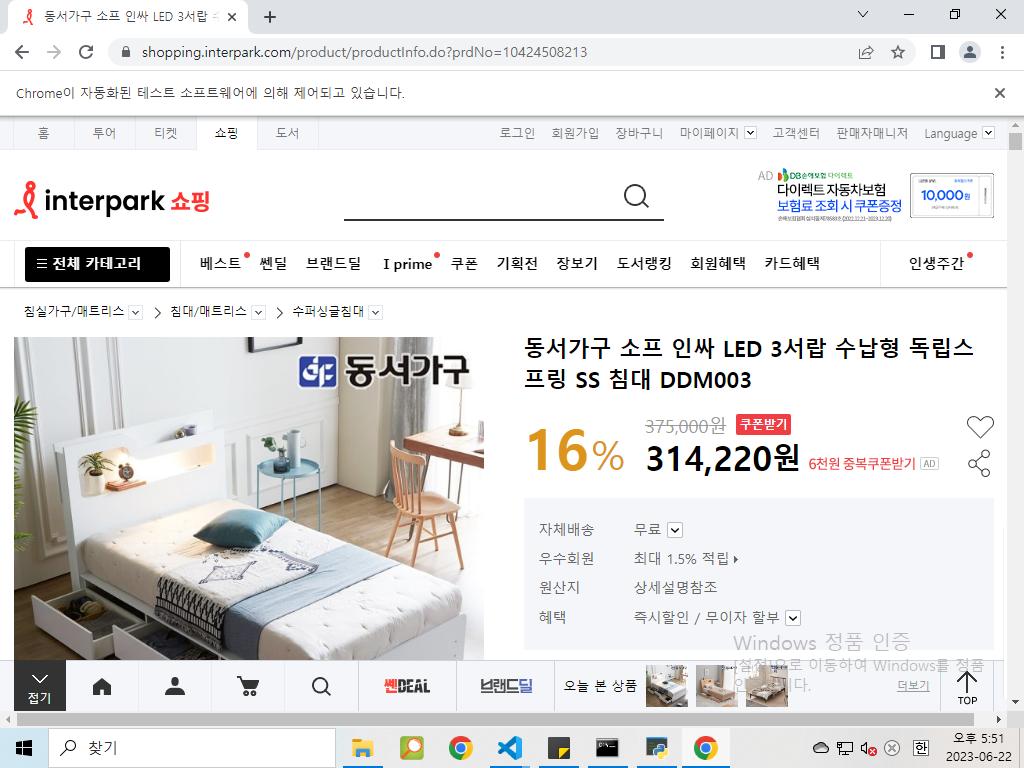 동서가구 소프 인싸 LED 3서랍 수
shopping.interpark.com/product/productInfo.do?prdNo=10424508213
Chrome이 자동화된 테스트 소프트웨어에 의해 제어되고 있습니다.
홈 투어 티켓 쇼핑 도서 로그인 회원가입 장바구니 마이페이지 고객센터 판매자매니저 Language
interpark 쇼핑
AD DB손해보험 다이렉트
다이렉트 자동차보험
보험료 조회 시 쿠폰증정
10,000원
전체 카테고리 베스트 쎈딜 브랜드딜 I prime 쿠폰 기획전 장보기 도서랭킹 회원혜택 카드혜택 인생주간
침실가구/매트리스 침대/매트리스 수퍼싱글침대
동서가구
동서가구 소프 인싸 LED 3서랍 수납형 독립스
프링 SS 침대 DDM003
16% 375,000원 쿠폰받기
314,220원 6천원 중복쿠폰받기 AD
자체배송 무료
우수회원 최대 1.5% 적립
원산지 상세설명참조
혜택 즉시할인 / 무이자 할부
Windows 정품 인증
[설정]으로 이동하여 Windows를 정품
접기 쎈DEAL 브랜드딜 오늘 본 상품 더보기 TOP
찾기
한 오후 5:51
2023-06-22